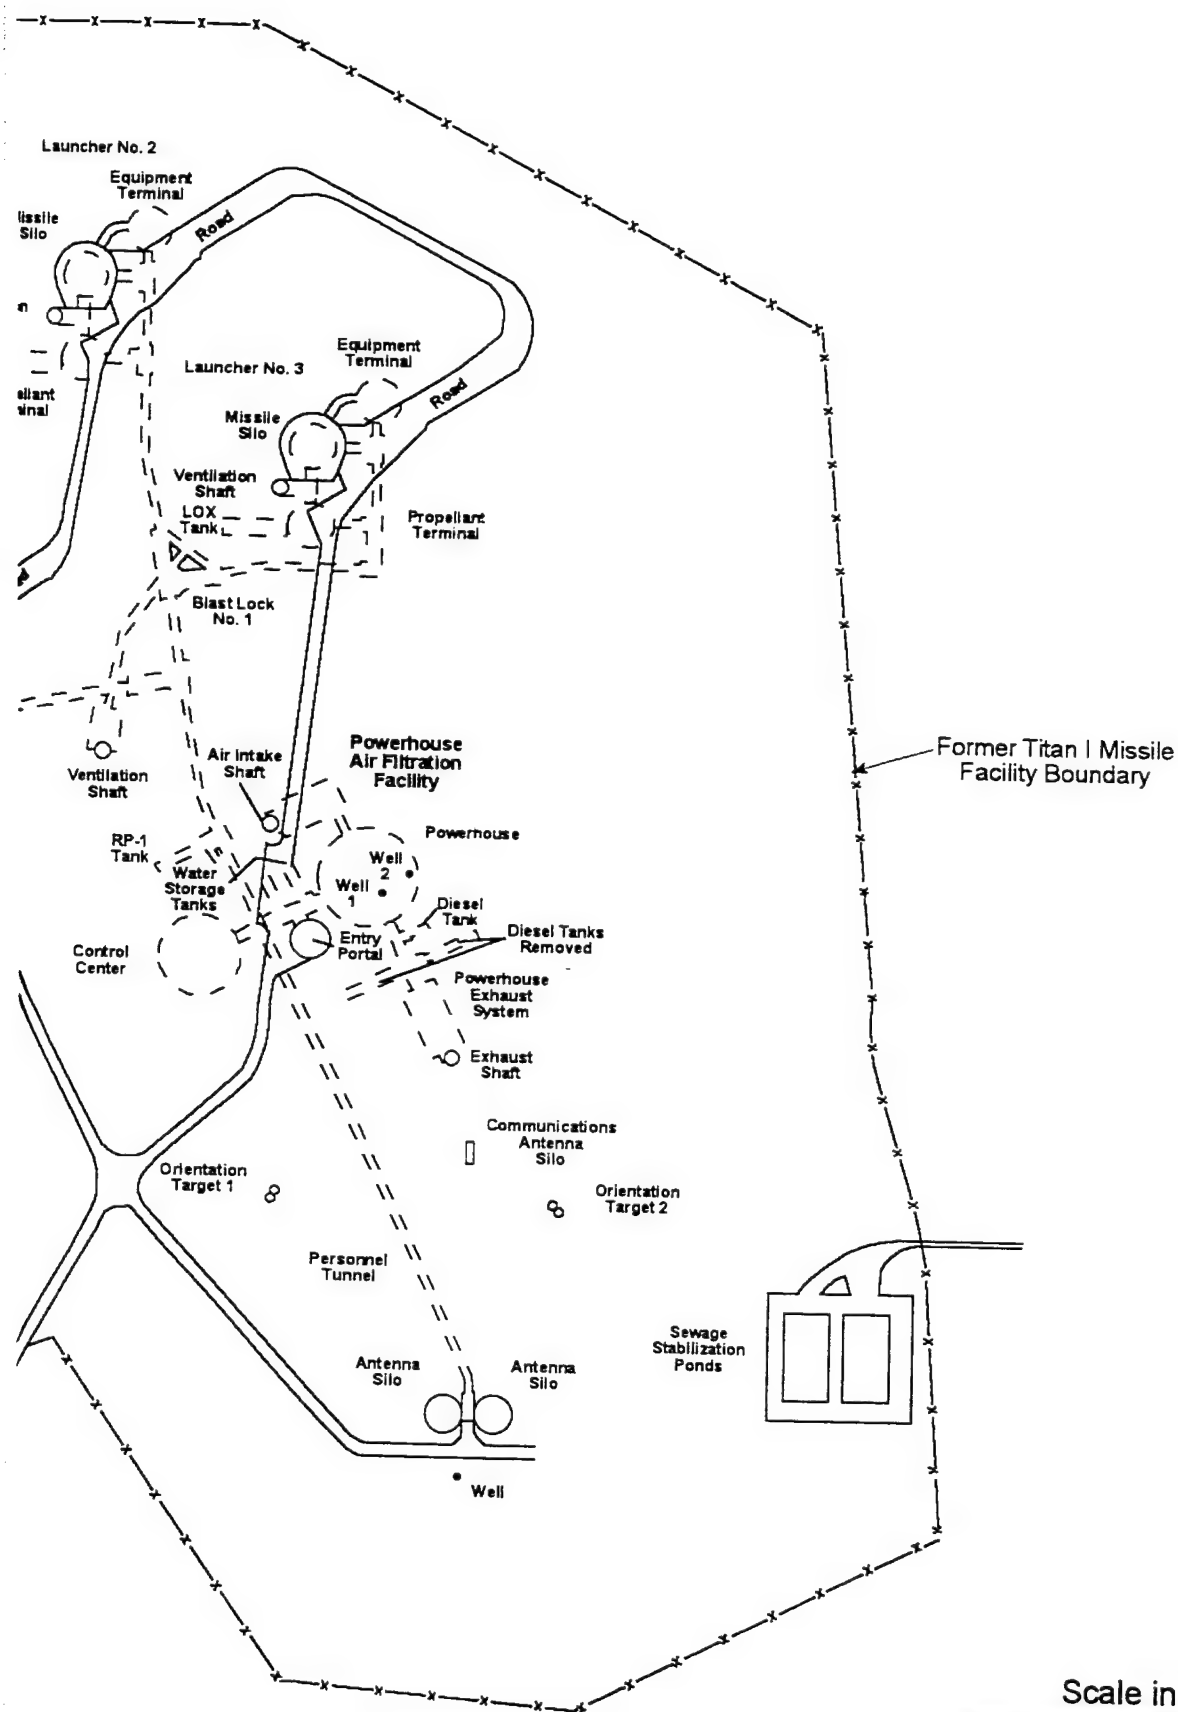 Launcher No. 2
Equipment
Terminal
Road
Silo
Launcher No. 3
Equipment
Terminal
Road
Missile
Silo
Ventilation
Shaft
LOX
Tank
Propellant
Terminal
Blast Lock
No. 1
Ventilation
Shaft
Air Intake
Shaft
Powerhouse
Air Filtration
Facility
Former Titan I Missile
Facility Boundary
RP-1
Tank
Powerhouse
Water
Storage
Tanks
Well
2
Well
1
Diesel
Tank
Diesel Tanks
Removed
Entry
Portal
Control
Center
Powerhouse
Exhaust
System
Exhaust
Shaft
Communications
Antenna
Silo
Orientation
Target 1
Orientation
Target 2
Personnel
Tunnel
Sewage
Stabilization
Ponds
Antenna
Silo
Antenna
Silo
Well
Scale in